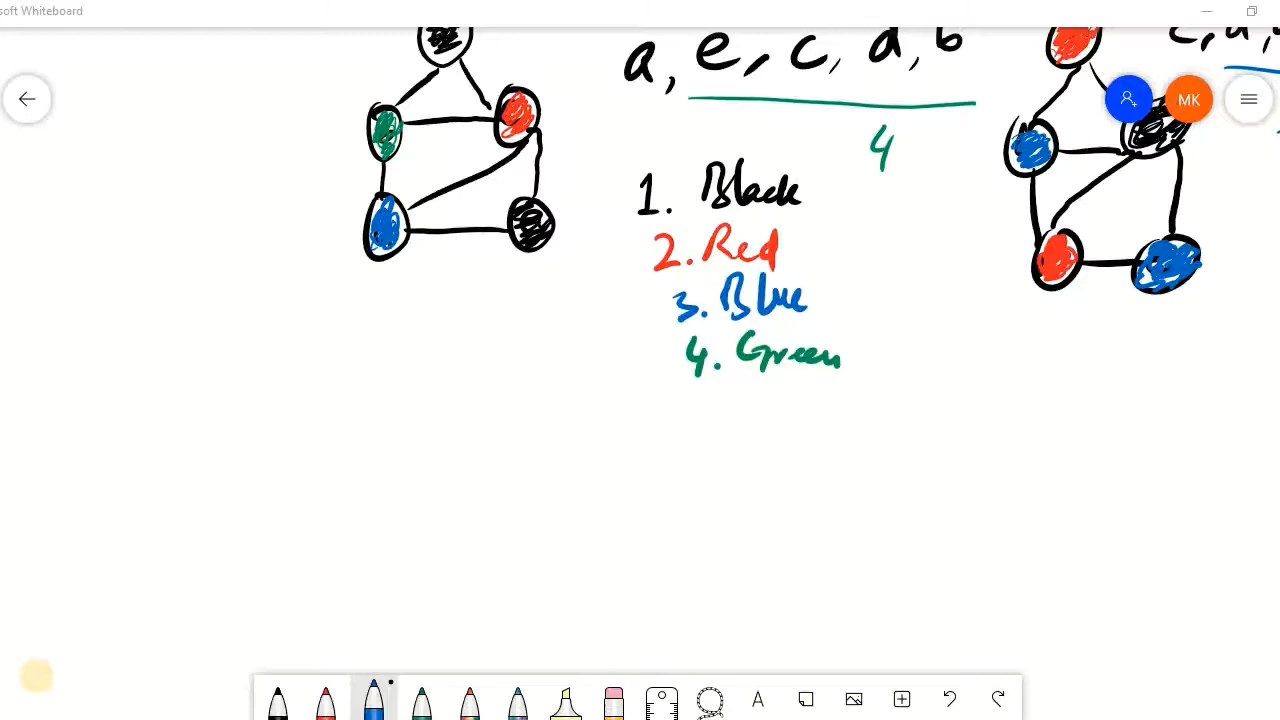 soft Whiteboard
a, e, c, d, b
4
MK
1. Black
2. Red
3. Blue
4. Green
A